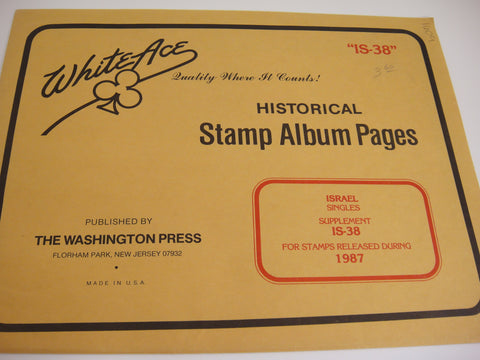 "IS-38"
White Ace
Quality Where It Counts!
HISTORICAL
Stamp Album Pages
ISRAEL
SINGLES
SUPPLEMENT
IS-38
FOR STAMPS RELEASED DURING
1987
PUBLISHED BY
THE WASHINGTON PRESS
FLORHAM PARK, NEW JERSEY 07932
MADE IN U.S.A.